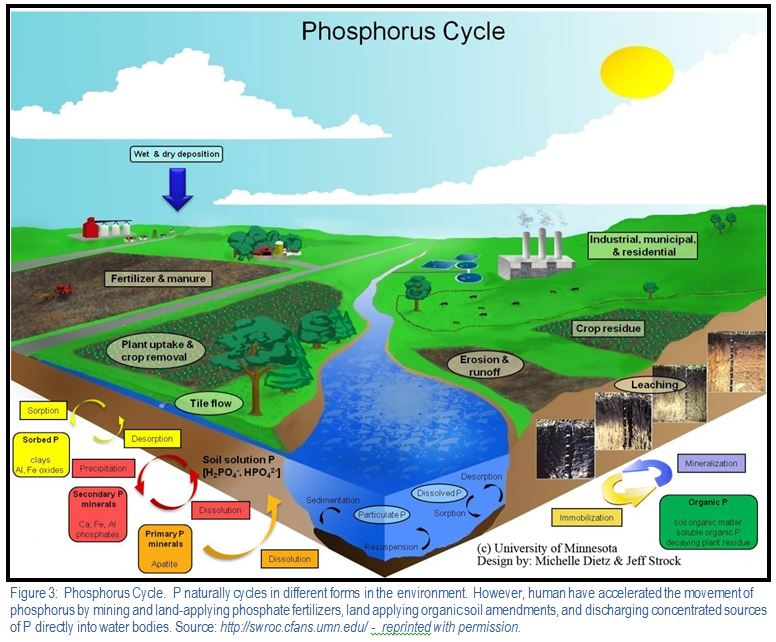 Phosphorus Cycle
Wet & dry deposition
Industrial, municipal,
& residential
Fertilizer & manure
Plant uptake &
crop removal
Crop residue
Erosion &
runoff
Leaching
Tile flow
Sorption
Desorption
Sorbed P
clays
Al, Fe oxides
Precipitation
Soil solution P
[H₂PO₄⁻, HPO₄²⁻]
Secondary P
minerals
Ca, Fe, Al
phosphates
Dissolution
Primary P
minerals
Apatite
Dissolution
Sedimentation
Particulate P
Resuspension
Dissolved P
Desorption
Sorption
Mineralization
Immobilization
Organic P
soil organic matter
soluble organic P
decaying plant residue
(c) University of Minnesota
Design by: Michelle Dietz & Jeff Strock
Figure 3: Phosphorus Cycle. P naturally cycles in different forms in the environment. However, human have accelerated the movement of
phosphorus by mining and land-applying phosphate fertilizers, land applying organic soil amendments, and discharging concentrated sources
of P directly into water bodies. Source: http://swroc.cfans.umn.edu/ - reprinted with permission.